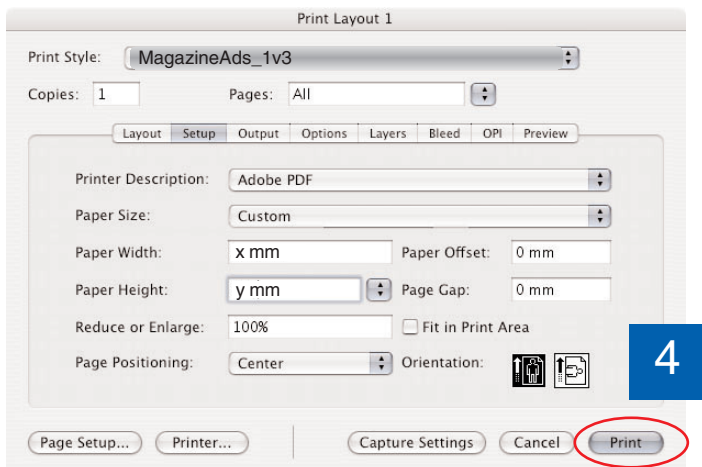 Print Layout 1
Print Style: MagazineAds_1v3
Copies: 1 Pages: All
Layout Setup Output Options Layers Bleed OPI Preview
Printer Description: Adobe PDF
Paper Size: Custom
Paper Width: x mm Paper Offset: 0 mm
Paper Height: y mm Page Gap: 0 mm
Reduce or Enlarge: 100% Fit in Print Area
Page Positioning: Center Orientation:
4
Page Setup... Printer... Capture Settings Cancel Print